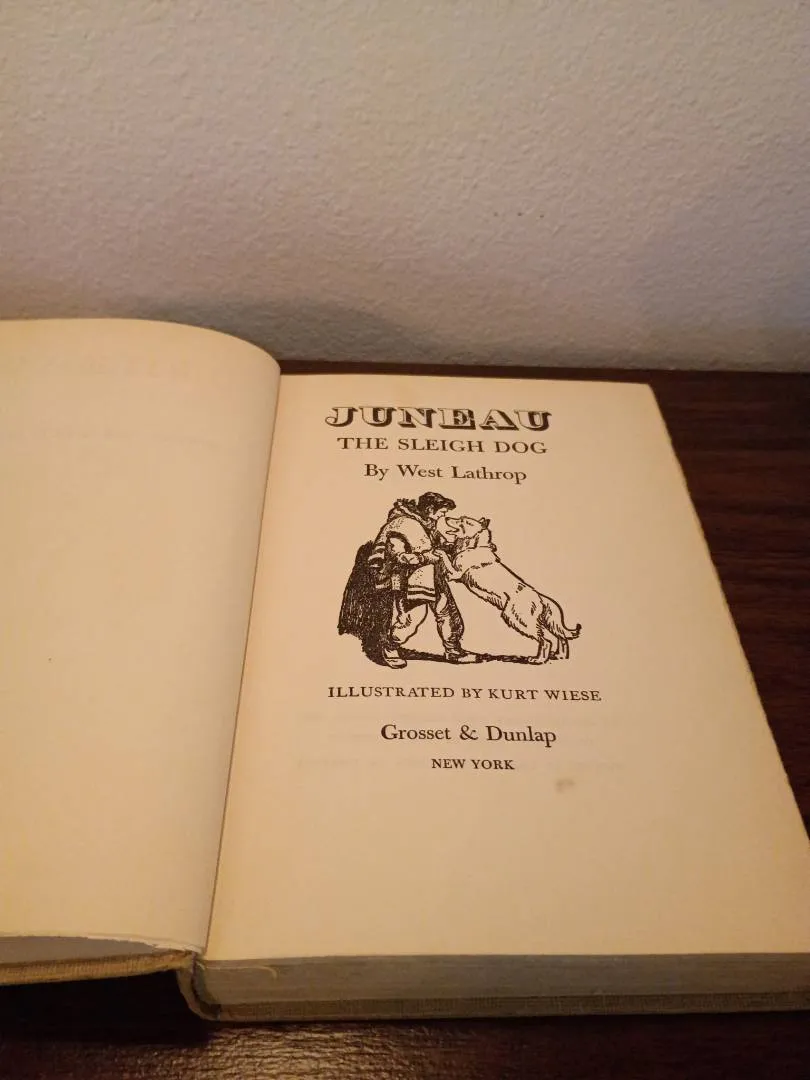 JUNEAU
THE SLEIGH DOG
By West Lathrop
ILLUSTRATED BY KURT WIESE
Grosset & Dunlap
NEW YORK